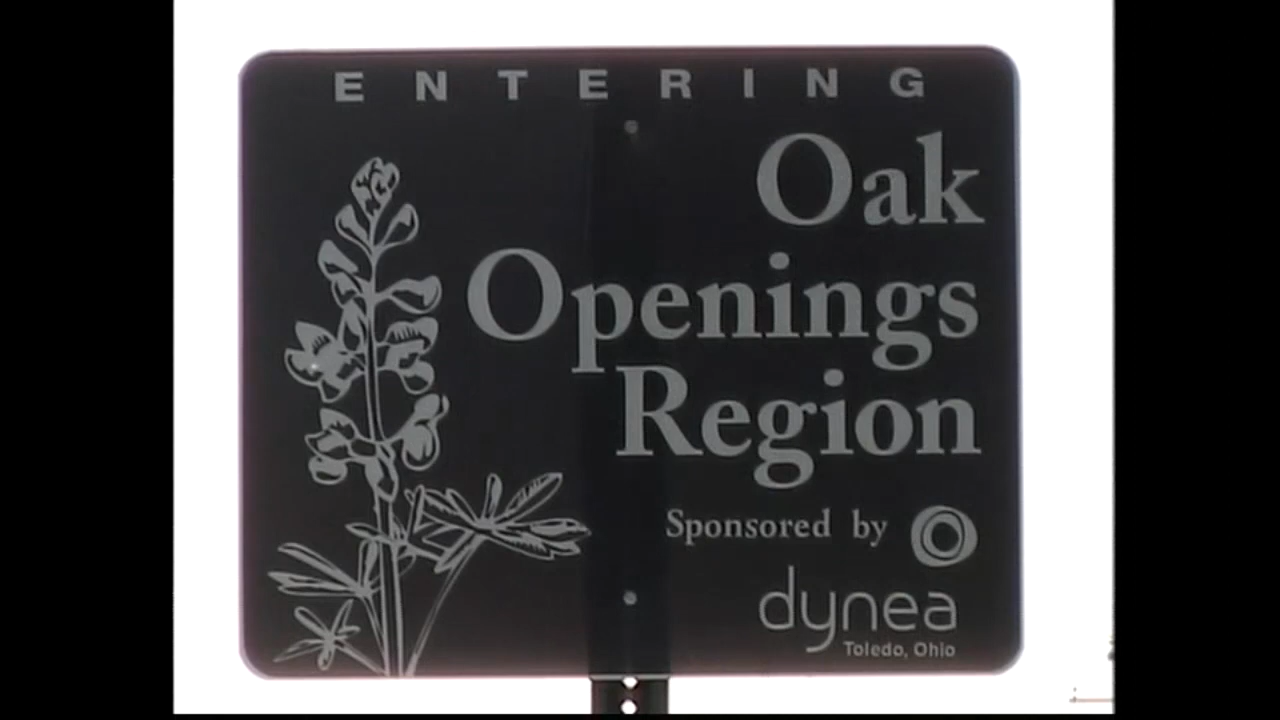 ENTERING
Oak
Openings
Region
Sponsored by
dynea
Toledo, Ohio